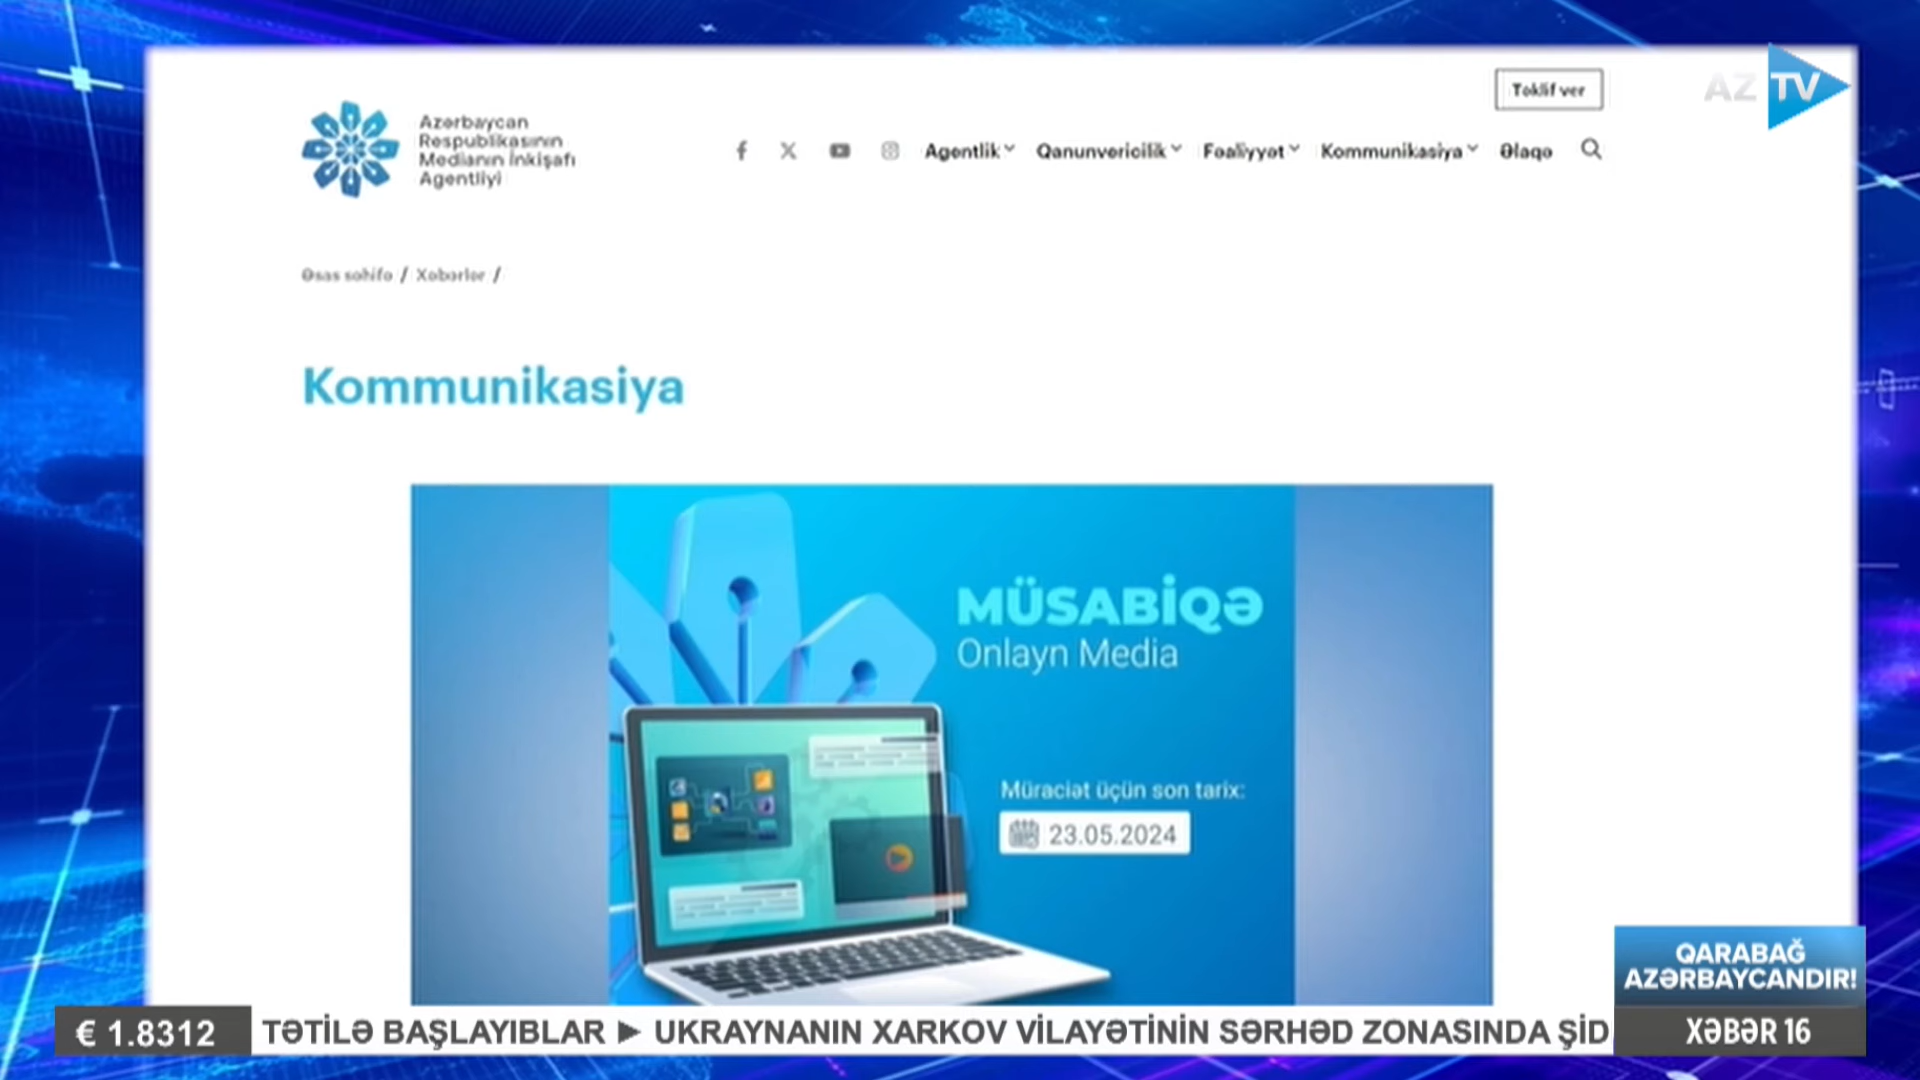 AZTV
Təklif ver
Azərbaycan
Respublikasının
Medianın İnkişafı
Agentliyi
Agentlik
Qanunvericilik
Fəaliyyət
Kommunikasiya
Əlaqə
Əsas səhifə / Xəbərlər /
Kommunikasiya
MÜSABİQƏ
Onlayn Media
Müraciət üçün son tarix:
23.05.2024
QARABAĞ
AZƏRBAYCANDIR!
€ 1.8312
TƏTİLƏ BAŞLAYIBLAR ► UKRAYNANIN XARKOV VİLAYƏTİNİN SƏRHƏD ZONASINDA ŞİD
XƏBƏR 16